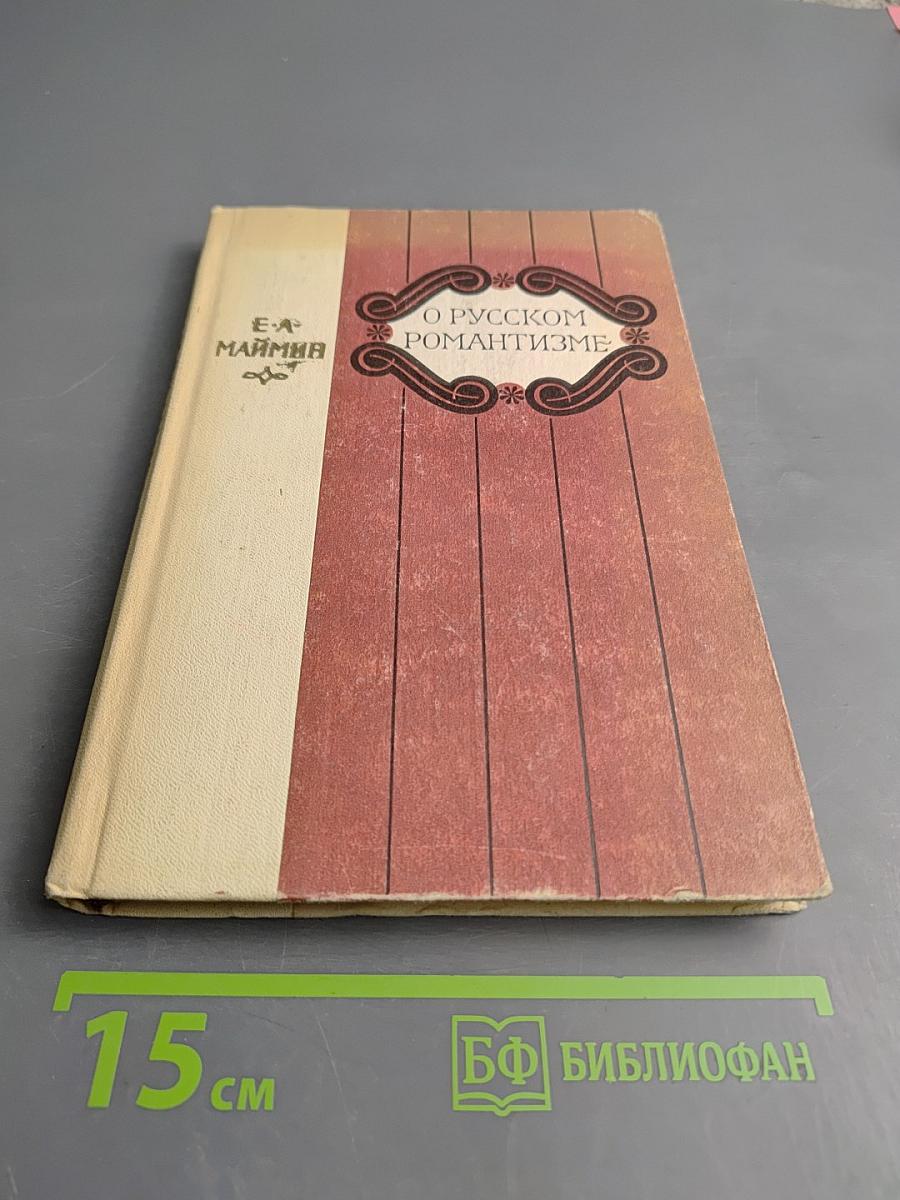 Е·А·
МАЙМИН
О РУССКОМ
РОМАНТИЗМЕ
15 см
БФ БИБЛИОФАН